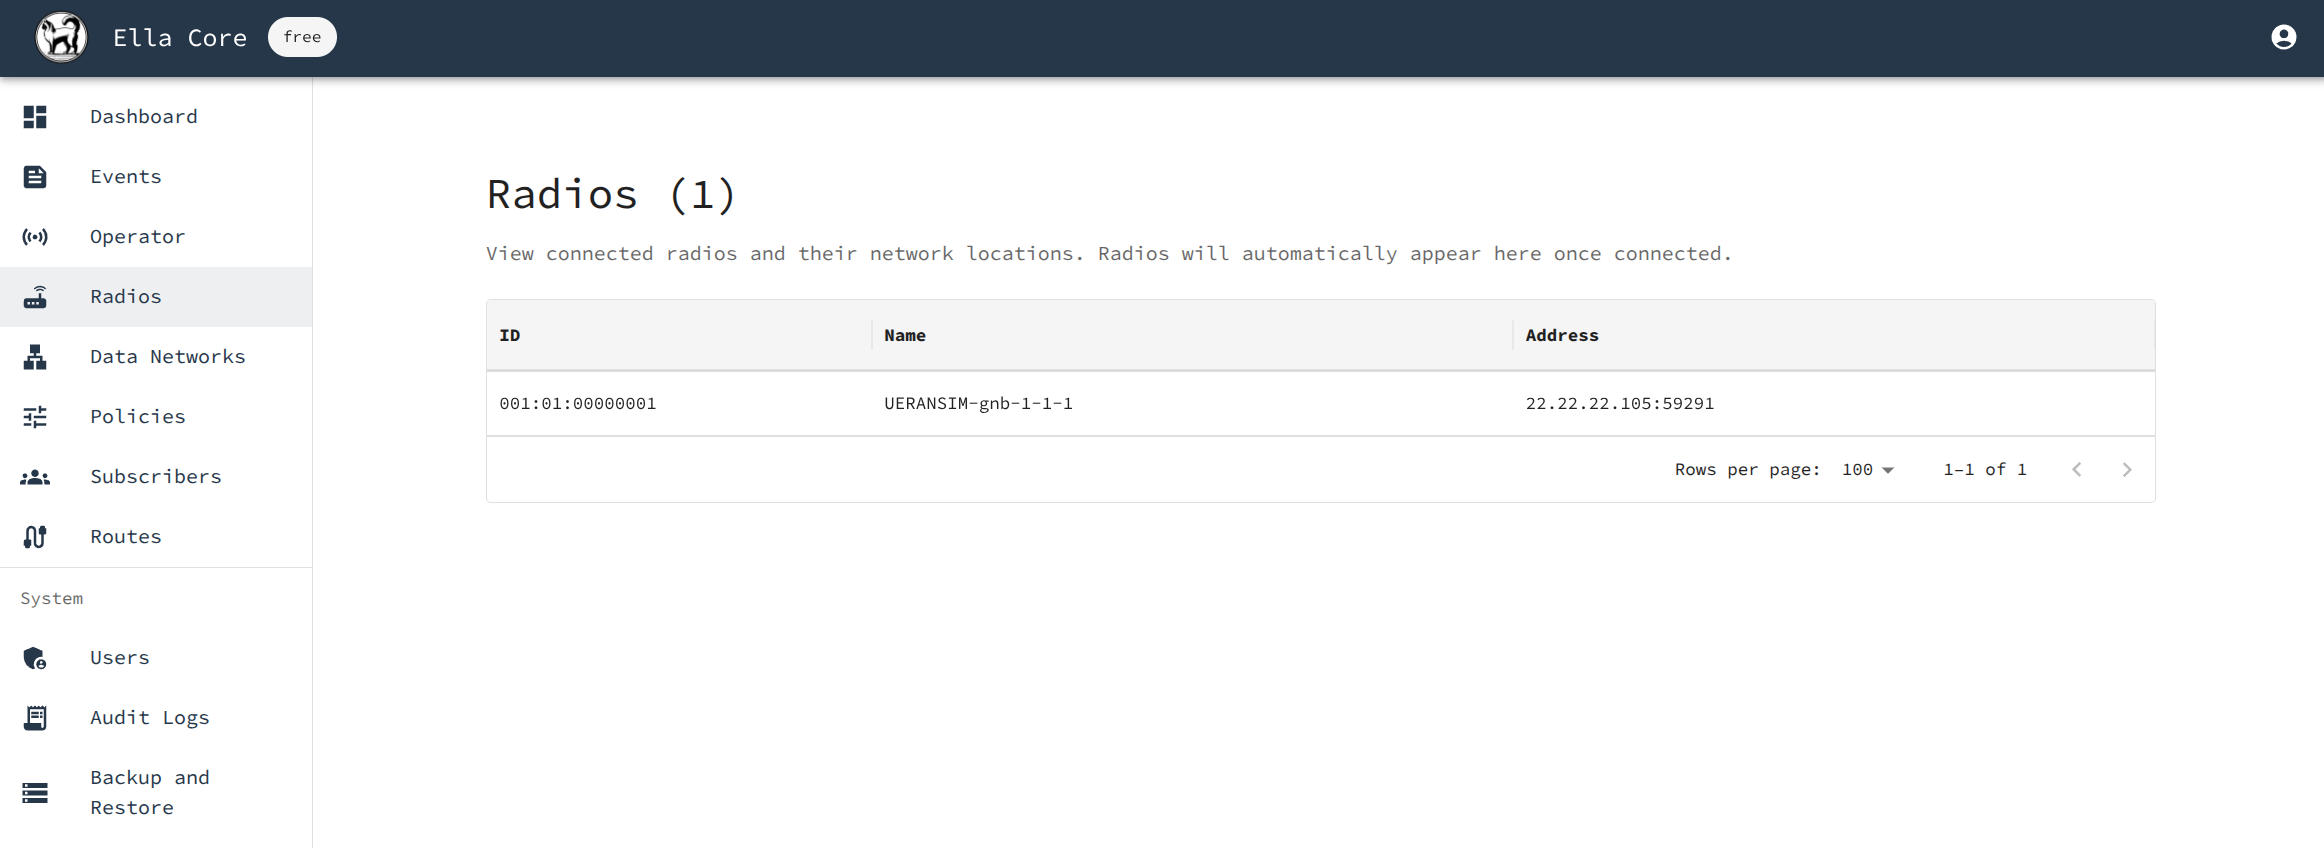 Ella Core
free
Dashboard
Events
Operator
Radios
Data Networks
Policies
Subscribers
Routes
System
Users
Audit Logs
Backup and
Restore
Radios (1)
View connected radios and their network locations. Radios will automatically appear here once connected.
ID Name Address
001:01:00000001 UERANSIM-gnb-1-1-1 22.22.22.105:59291
Rows per page: 100 1–1 of 1